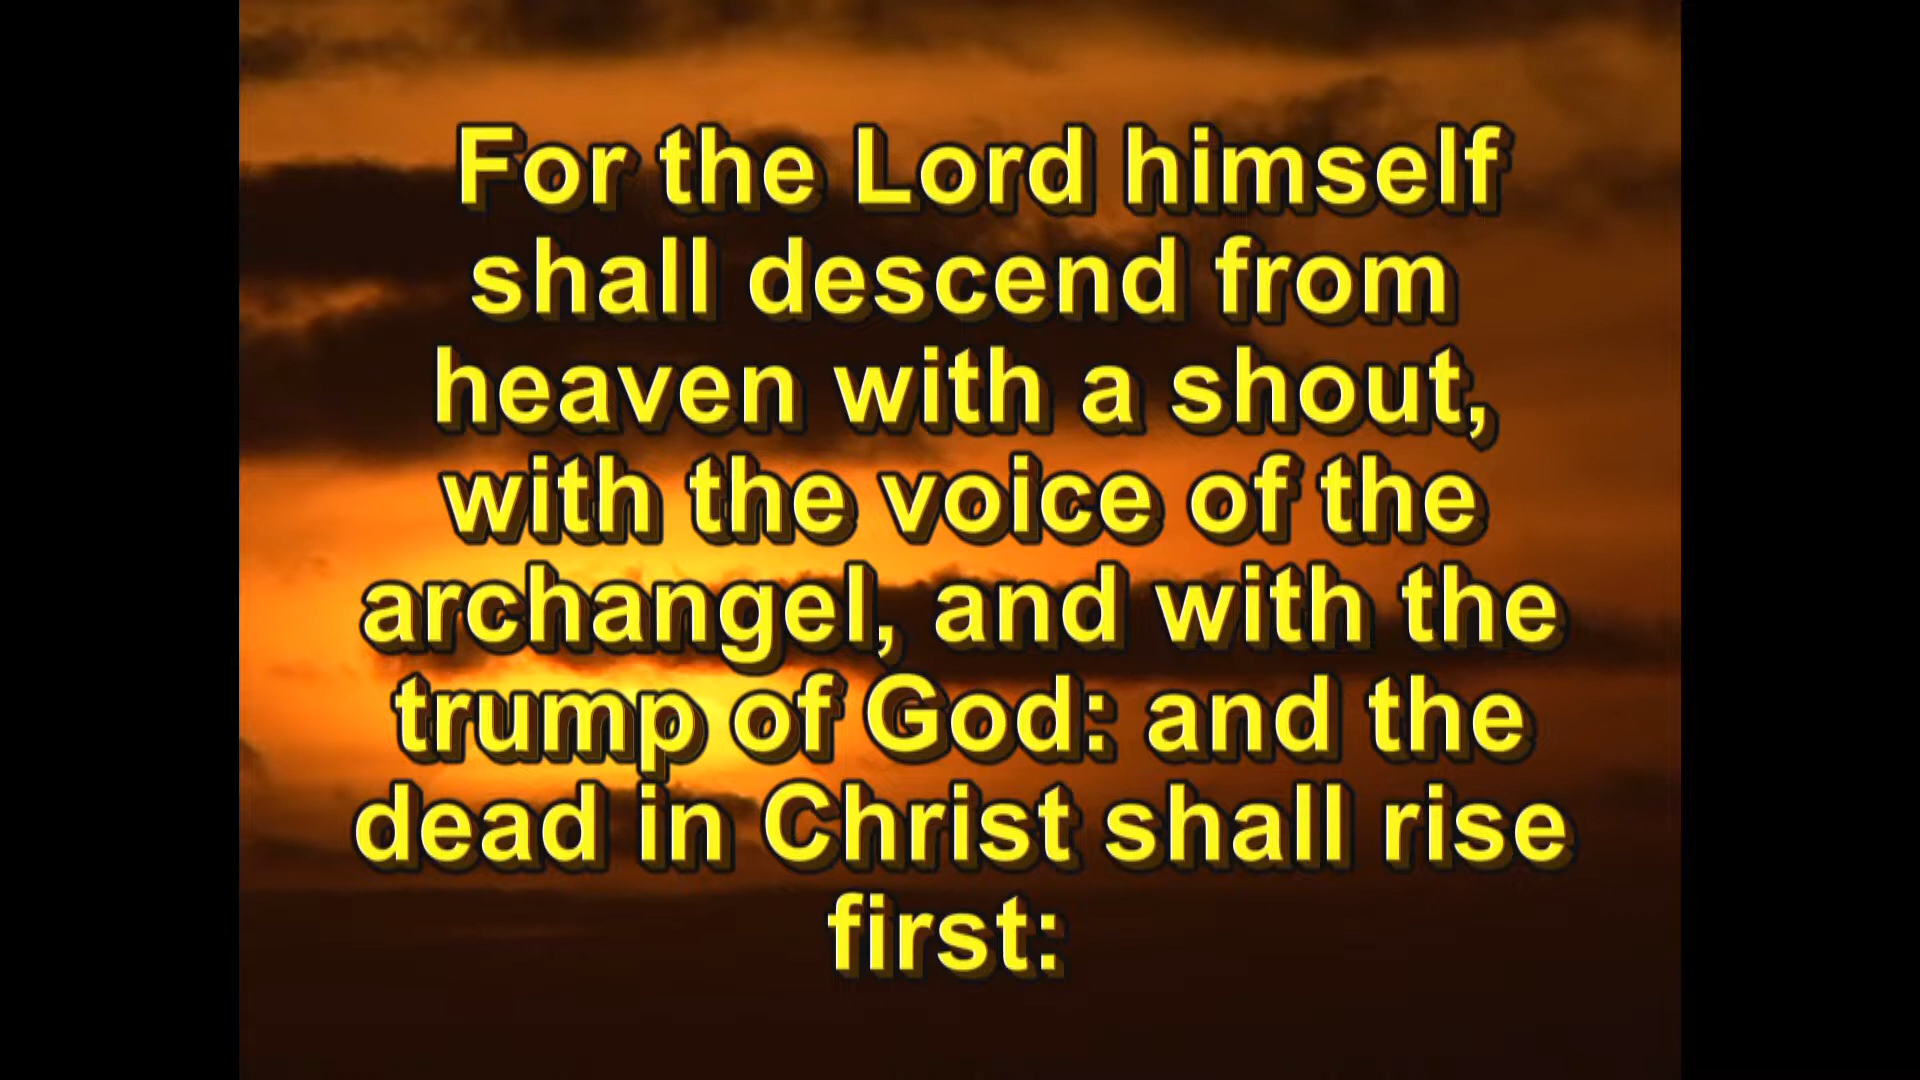 For the Lord himself
shall descend from
heaven with a shout,
with the voice of the
archangel, and with the
trump of God: and the
dead in Christ shall rise
first: